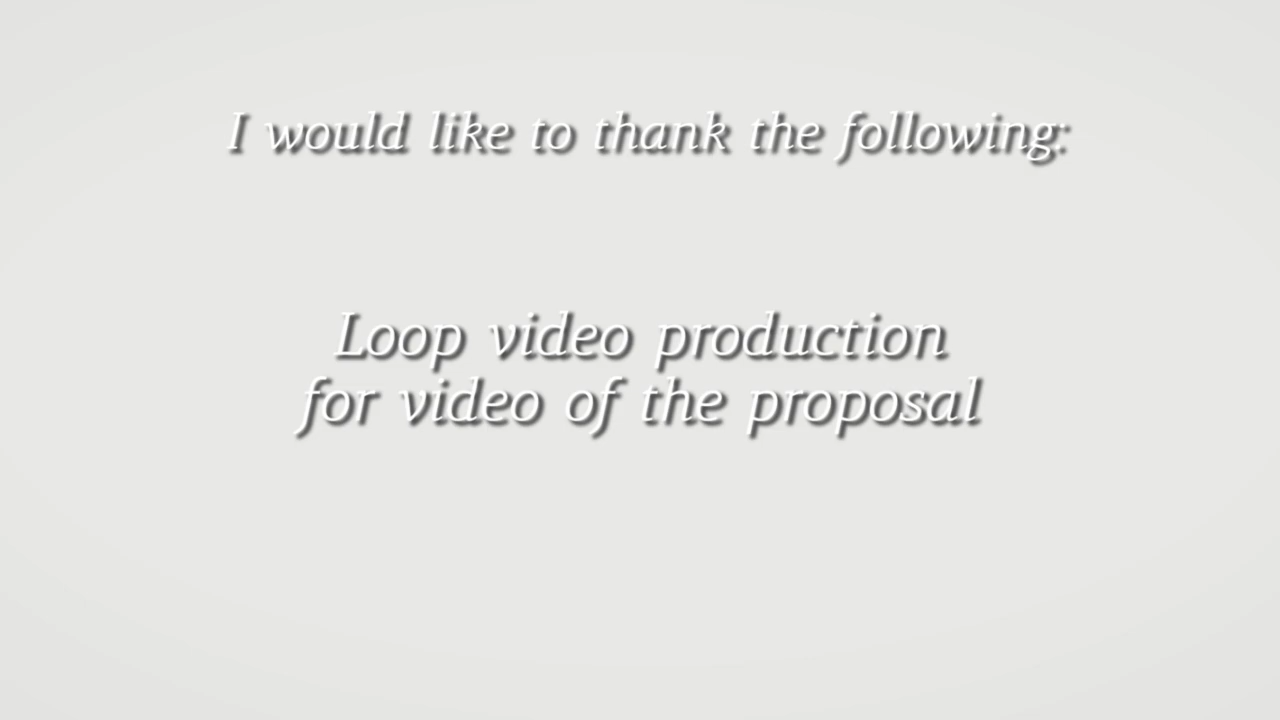 I would like to thank the following:
Loop video production
for video of the proposal